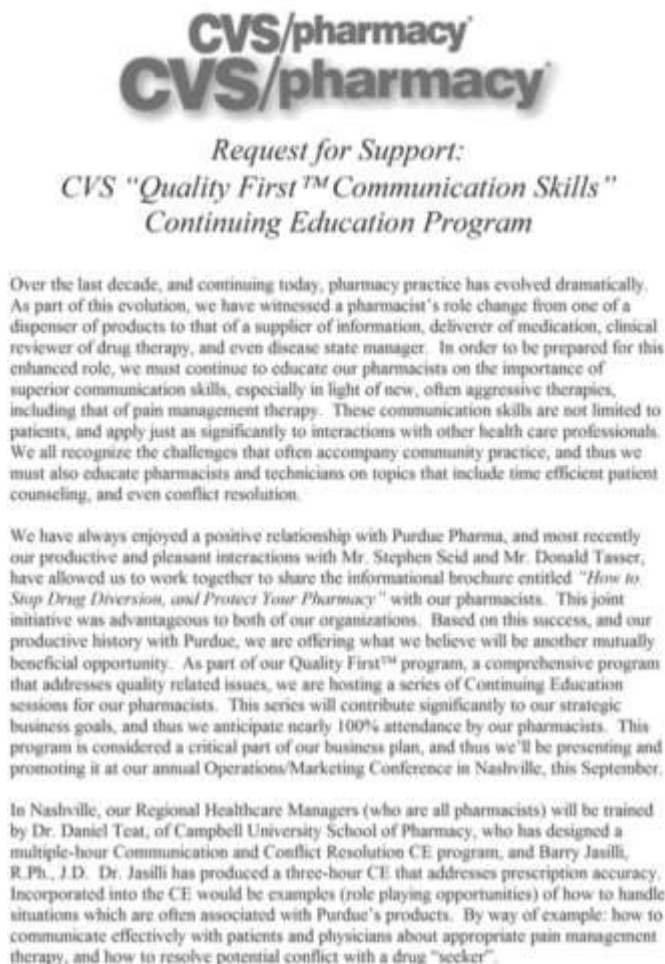 CVS/pharmacy
CVS/pharmacy
Request for Support:
CVS "Quality First™ Communication Skills"
Continuing Education Program
Over the last decade, and continuing today, pharmacy practice has evolved dramatically.
As part of this evolution, we have witnessed a pharmacist's role change from one of a
dispenser of products to that of a supplier of information, deliverer of medication, clinical
reviewer of drug therapy, and even disease state manager. In order to be prepared for this
enhanced role, we must continue to educate our pharmacists on the importance of
superior communication skills, especially in light of new, often aggressive therapies,
including that of pain management therapy. These communication skills are not limited to
patients, and apply just as significantly to interactions with other health care professionals.
We all recognize the challenges that often accompany community practice, and thus we
must also educate pharmacists and technicians on topics that include time efficient patient
counseling, and even conflict resolution.
We have always enjoyed a positive relationship with Purdue Pharma, and most recently
our productive and pleasant interactions with Mr. Stephen Seid and Mr. Donald Tasser,
have allowed us to work together to share the informational brochure entitled "How to
Stop Drug Diversion, and Protect Your Pharmacy" with our pharmacists. This joint
initiative was advantageous to both of our organizations. Based on this success, and our
productive history with Purdue, we are offering what we believe will be another mutually
beneficial opportunity. As part of our Quality First™ program, a comprehensive program
that addresses quality related issues, we are hosting a series of Continuing Education
sessions for our pharmacists. This series will contribute significantly to our strategic
business goals, and thus we anticipate nearly 100% attendance by our pharmacists. This
program is considered a critical part of our business plan, and thus we'll be presenting and
promoting it at our annual Operations/Marketing Conference in Nashville, this September.
In Nashville, our Regional Healthcare Managers (who are all pharmacists) will be trained
by Dr. Daniel Teat, of Campbell University School of Pharmacy, who has designed a
multiple-hour Communication and Conflict Resolution CE program, and Barry Jasilli,
R.Ph., J.D. Dr. Jasilli has produced a three-hour CE that addresses prescription accuracy.
Incorporated into the CE would be examples (role playing opportunities) of how to handle
situations which are often associated with Purdue's products. By way of example: how to
communicate effectively with patients and physicians about appropriate pain management
therapy, and how to resolve potential conflict with a drug "seeker".